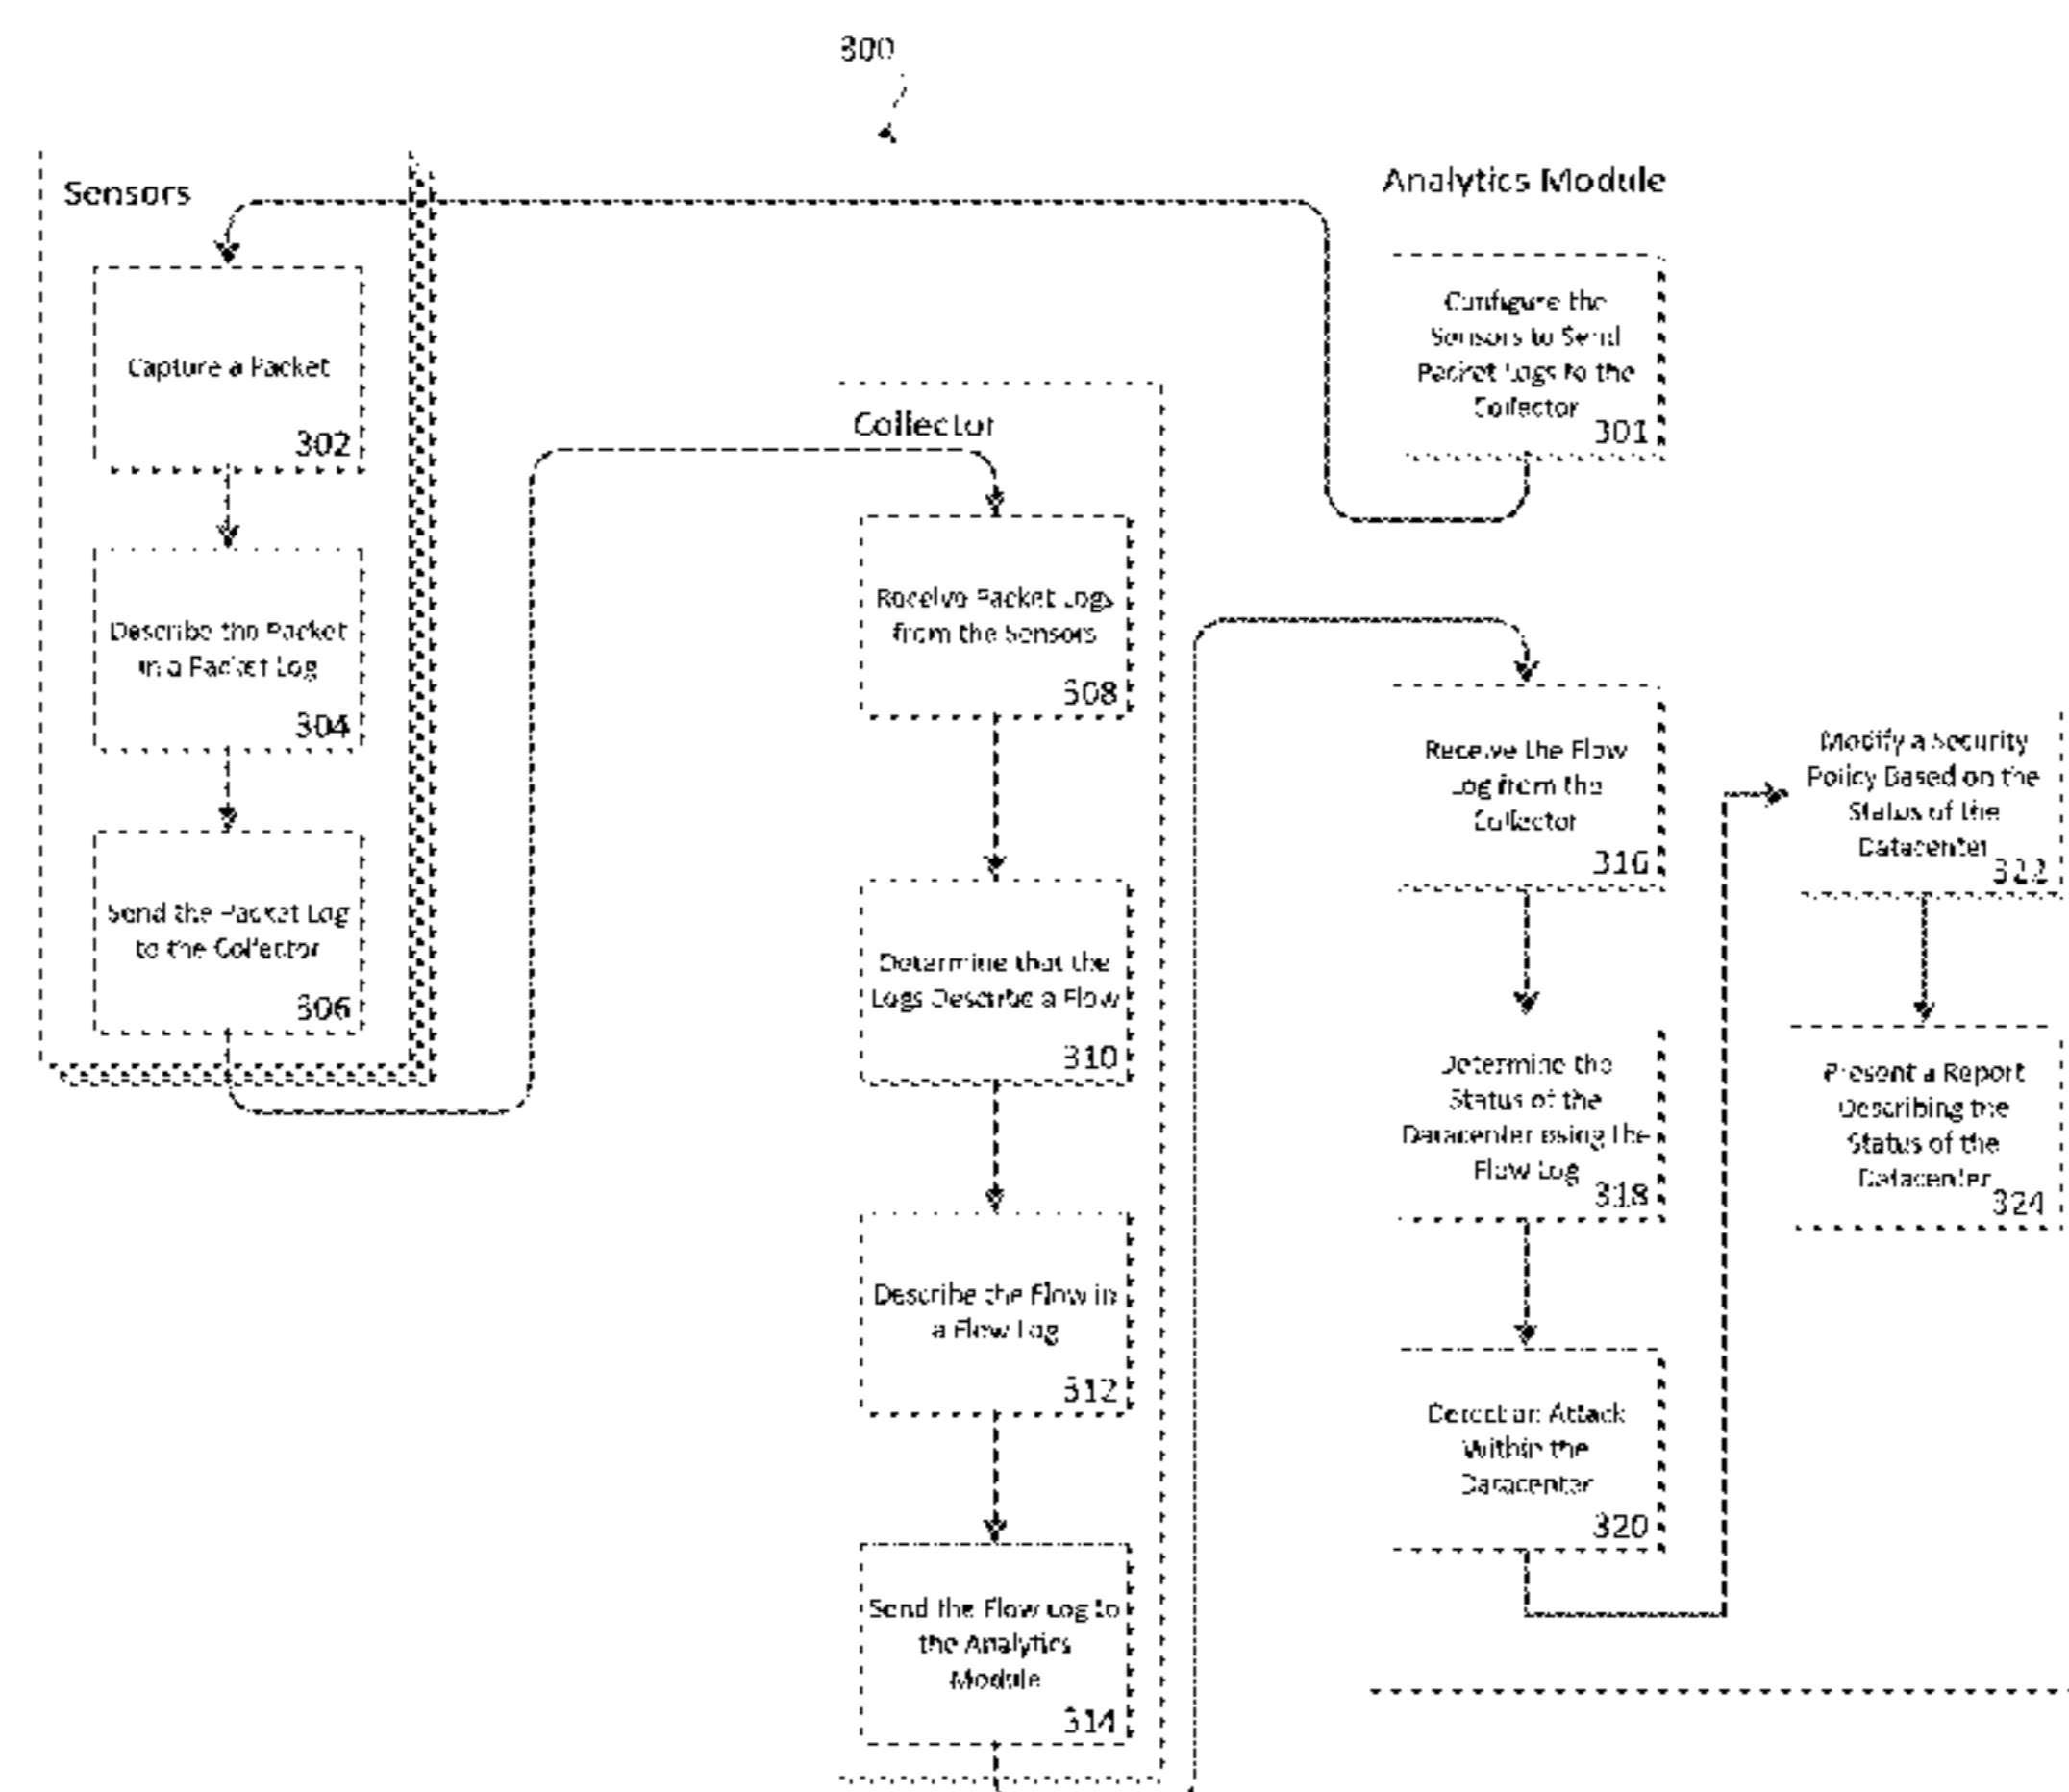 300
Sensors
Capture a Packet
302
Describe the Packet
in a Packet Log
304
Send the Packet Log
to the Collector
306
Collector
Receive Packet Logs
from the Sensors
308
Determine that the
Logs Describe a Flow
310
Describe the Flow in
a Flow Log
312
Send the Flow Log to
the Analytics
Module
314
Analytics Module
Configure the
Sensors to Send
Packet Logs to the
Collector
301
Receive the Flow
Log from the
Collector
316
Determine the
Status of the
Datacenter using the
Flow Log
318
Detect an Attack
Within the
Datacenter
320
Modify a Security
Policy Based on the
Status of the
Datacenter
322
Present a Report
Describing the
Status of the
Datacenter
324